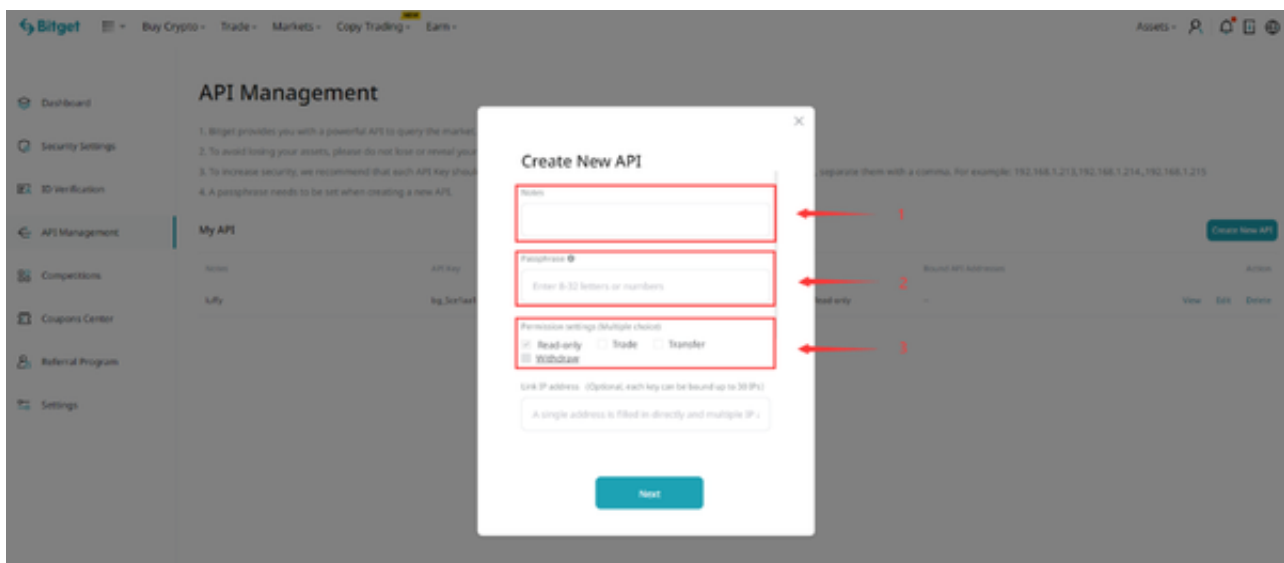 Bitget Buy Crypto Trade Markets Copy Trading NEW Earn Assets
Dashboard
Security Settings
ID Verification
API Management
Competitions
Coupons Center
Referral Program
Settings
API Management
1. Bitget provides you with a powerful API to query the market,
2. To avoid losing your assets, please do not lose or reveal your
3. To increase security, we recommend that each API Key shoul , separate them with a comma. For example: 192.168.1.213,192.168.1.214,,192.168.1.215
4. A passphrase needs to be set when creating a new API.
My API Create New API
Notes API Key Bound API Addresses Action
Read-only - View Edit Delete
Create New API
Notes
1
Passphrase
Enter 8-32 letters or numbers
2
Permission settings (Multiple choice)
Read-only Trade Transfer
Withdraw
3
Link IP address (Optional, each key can be bound up to 30 IPs)
A single address is filled in directly and multiple IP
Next